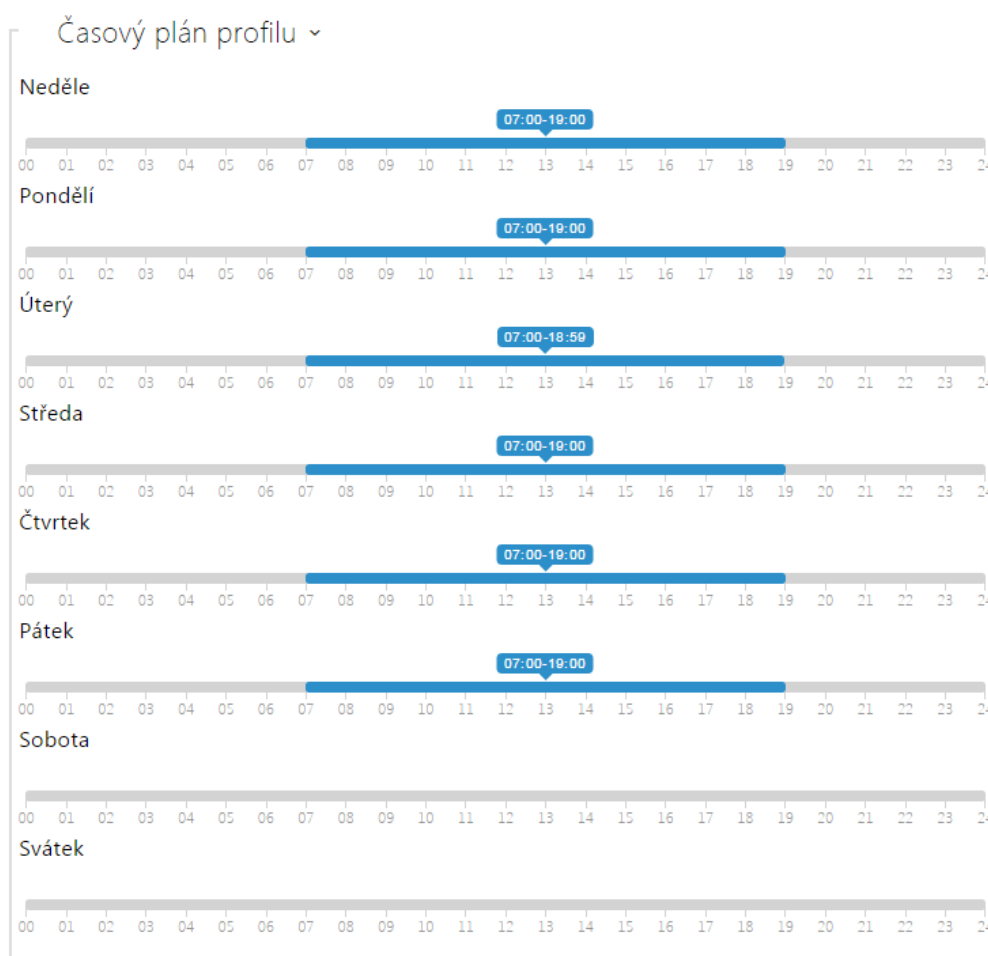 Časový plán profilu
Neděle
07:00-19:00
00 01 02 03 04 05 06 07 08 09 10 11 12 13 14 15 16 17 18 19 20 21 22 23
Pondělí
07:00-19:00
00 01 02 03 04 05 06 07 08 09 10 11 12 13 14 15 16 17 18 19 20 21 22 23
Úterý
07:00-18:59
00 01 02 03 04 05 06 07 08 09 10 11 12 13 14 15 16 17 18 19 20 21 22 23
Středa
07:00-19:00
00 01 02 03 04 05 06 07 08 09 10 11 12 13 14 15 16 17 18 19 20 21 22 23
Čtvrtek
07:00-19:00
00 01 02 03 04 05 06 07 08 09 10 11 12 13 14 15 16 17 18 19 20 21 22 23
Pátek
07:00-19:00
00 01 02 03 04 05 06 07 08 09 10 11 12 13 14 15 16 17 18 19 20 21 22 23
Sobota
00 01 02 03 04 05 06 07 08 09 10 11 12 13 14 15 16 17 18 19 20 21 22 23
Svátek
00 01 02 03 04 05 06 07 08 09 10 11 12 13 14 15 16 17 18 19 20 21 22 23